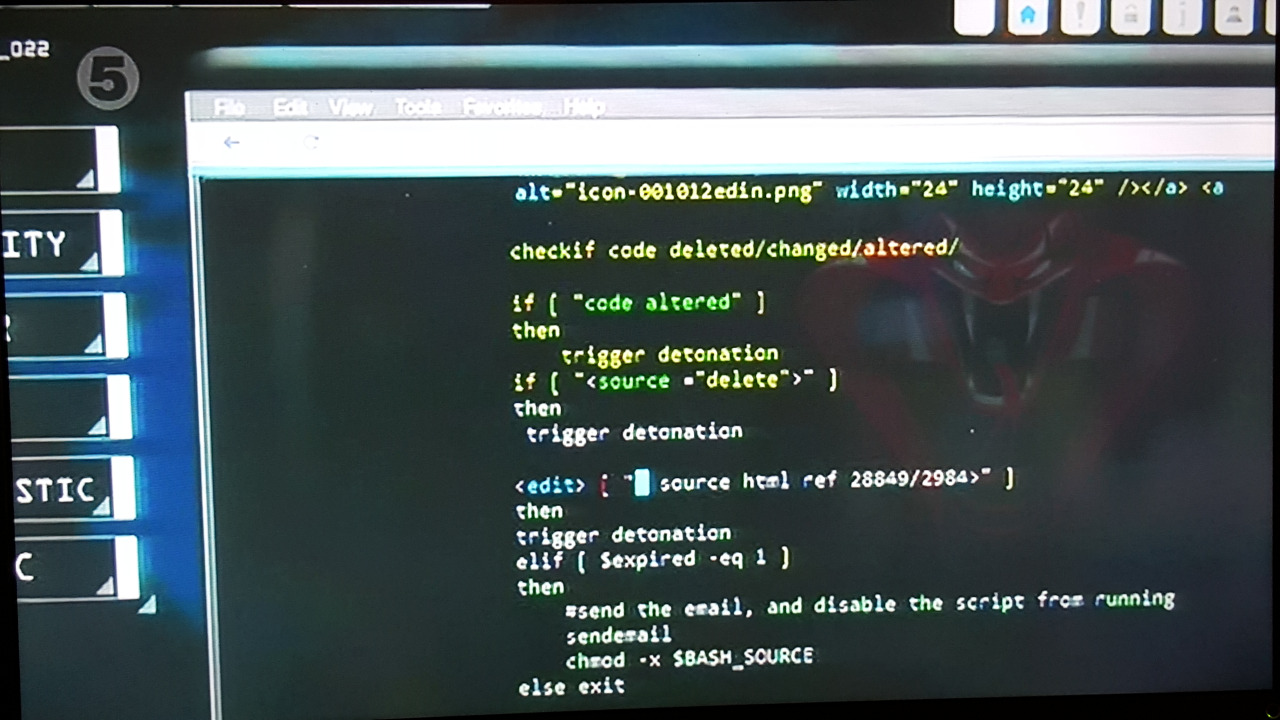 _022
5
File Edit View Tools Favorites Help
alt="icon-001012edin.png" width="24" height="24" /></a> <a
ITY
checkif code deleted/changed/altered/
if [ "code altered" ]
then
trigger detonation
if [ "<source ="delete">" ]
then
trigger detonation
STIC
<edit> [ " source html ref 28849/2984>" ]
then
trigger detonation
elif [ $expired -eq 1 ]
C
then
#send the email, and disable the script from running
sendemail
chmod -x $BASH_SOURCE
else exit